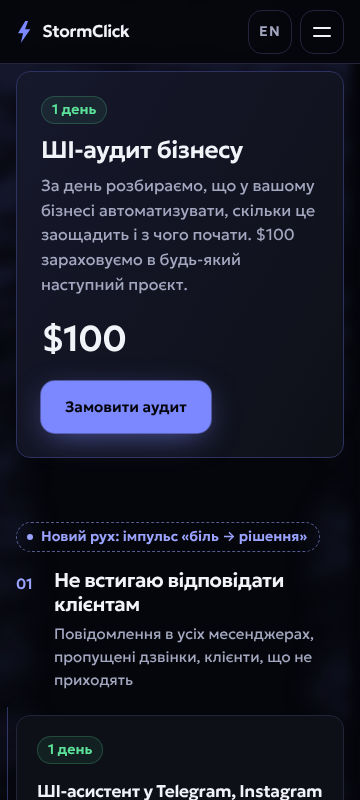 StormClick
EN
1 день
ШІ-аудит бізнесу
За день розбираємо, що у вашому
бізнесі автоматизувати, скільки це
заощадить і з чого почати. $100
зараховуємо в будь-який
наступний проєкт.
$100
Замовити аудит
Новий рух: імпульс «біль → рішення»
01
Не встигаю відповідати
клієнтам
Повідомлення в усіх месенджерах,
пропущені дзвінки, клієнти, що не
приходять
1 день
ШІ-асистент у Telegram, Instagram